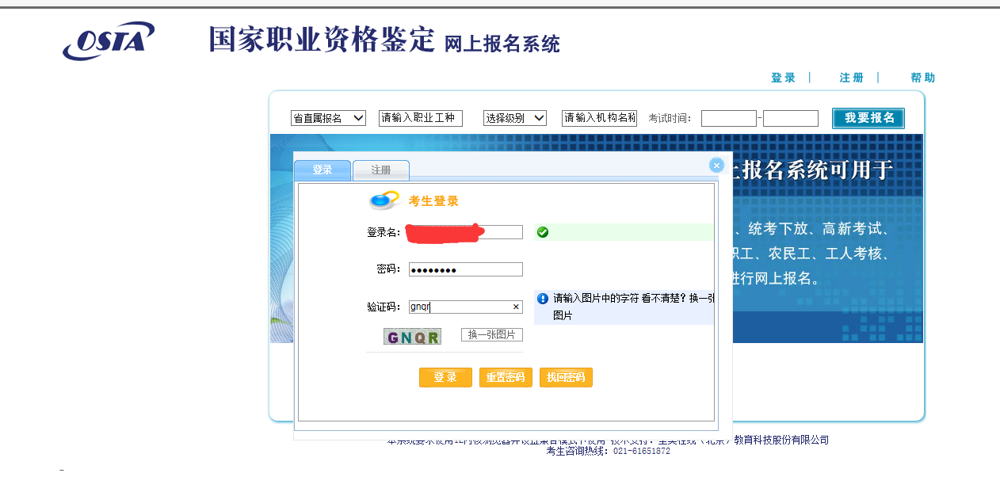 OSTA
国家职业资格鉴定 网上报名系统
登 录 | 注 册 | 帮 助
省直属报名 请输入职业工种 选择级别 请输入机构名称 考试时间: - 我要报名
登录 注册
上报名系统可用于
考生登录
登录名:
、统考下放、高新考试、
职工、农民工、工人考核、
密码: ●●●●●●●●
进行网上报名。
验证码: gnqr ×
请输入图片中的字符 看不清楚? 换一张
图片
GNQR 换一张图片
登 录 重置密码 找回密码
本系统要求使用IE内核浏览器并设置兼容模式下使用 技术支持: (北京)教育科技股份有限公司
考生咨询热线: 021-61651872